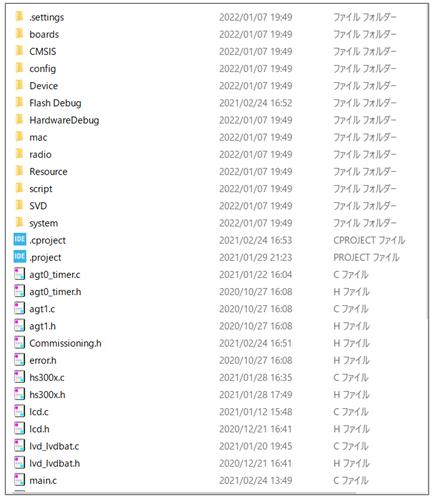 .settings 2022/01/07 19:49 ファイル フォルダー
boards 2022/01/07 19:49 ファイル フォルダー
CMSIS 2022/01/07 19:49 ファイル フォルダー
config 2022/01/07 19:49 ファイル フォルダー
Device 2022/01/07 19:49 ファイル フォルダー
Flash Debug 2021/02/24 16:52 ファイル フォルダー
HardwareDebug 2022/01/07 19:49 ファイル フォルダー
mac 2022/01/07 19:49 ファイル フォルダー
radio 2022/01/07 19:49 ファイル フォルダー
Resource 2022/01/07 19:49 ファイル フォルダー
script 2022/01/07 19:49 ファイル フォルダー
SVD 2022/01/07 19:49 ファイル フォルダー
system 2022/01/07 19:49 ファイル フォルダー
IDE .cproject 2021/02/24 16:53 CPROJECT ファイル
IDE .project 2021/01/29 21:23 PROJECT ファイル
agt0_timer.c 2021/01/22 16:04 C ファイル
agt0_timer.h 2020/10/27 16:08 H ファイル
agt1.c 2020/10/27 16:08 C ファイル
agt1.h 2020/10/27 16:08 H ファイル
Commissioning.h 2021/02/24 16:51 H ファイル
error.h 2020/10/27 16:08 H ファイル
hs300x.c 2021/01/28 16:35 C ファイル
hs300x.h 2021/01/28 17:49 H ファイル
lcd.c 2021/01/12 15:48 C ファイル
lcd.h 2020/12/21 16:41 H ファイル
lvd_lvdbat.c 2021/01/20 19:45 C ファイル
lvd_lvdbat.h 2020/12/21 16:41 H ファイル
main.c 2021/02/24 13:49 C ファイル